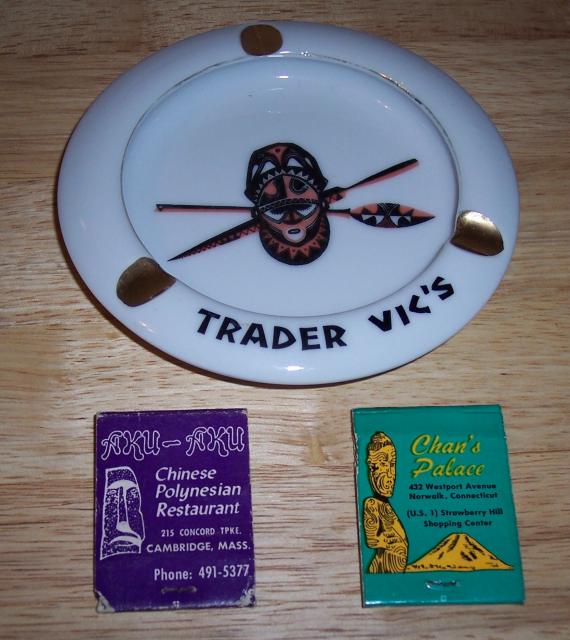 TRADER VIC'S
AKU-AKU
Chinese
Polynesian
Restaurant
215 CONCORD TPKE.
CAMBRIDGE, MASS.
Phone: 491-5377
Chan's
Palace
432 Westport Avenue
Norwalk, Connecticut
(U.S. 1) Strawberry Hill
Shopping Center